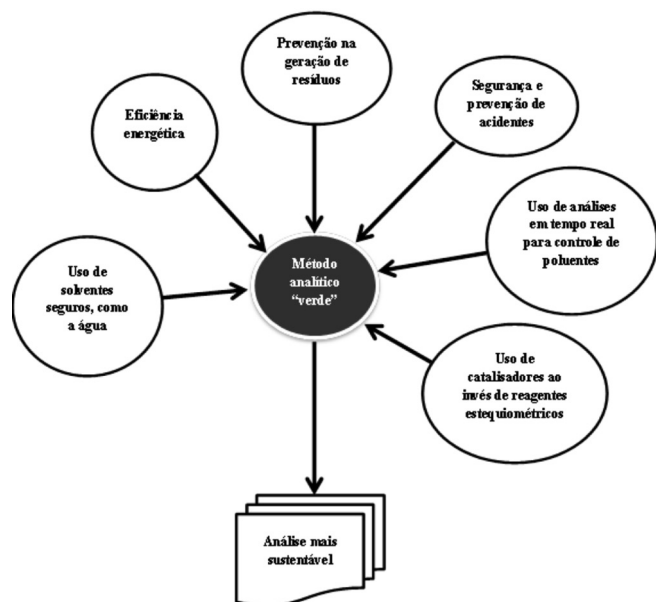 Prevenção na
geração de
resíduos
Segurança e
prevenção de
acidentes
Eficiência
energética
Uso de análises
em tempo real
para controle de
poluentes
Método
analítico
“verde”
Uso de
solventes
seguros, como
a água
Uso de
catalisadores ao
invés de reagentes
estequiométricos
Análise mais
sustentável